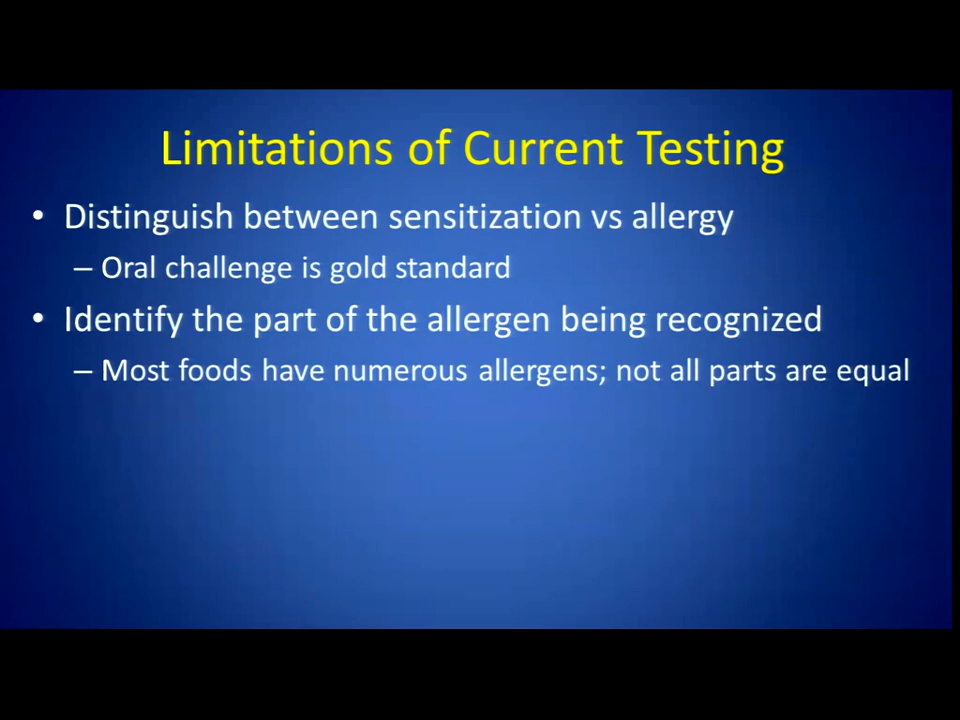 Limitations of Current Testing
• Distinguish between sensitization vs allergy
– Oral challenge is gold standard
• Identify the part of the allergen being recognized
– Most foods have numerous allergens; not all parts are equal